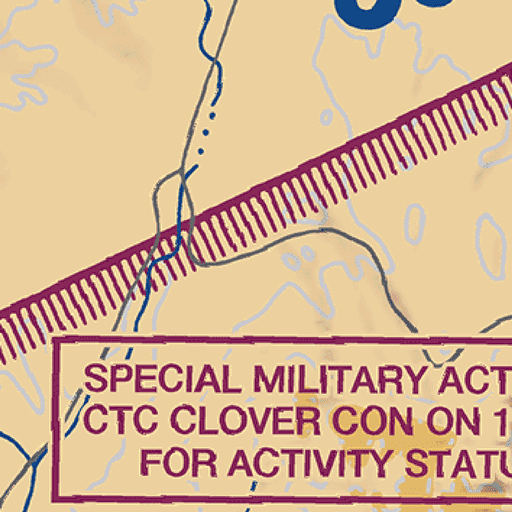 SPECIAL MILITARY ACT
CTC CLOVER CON ON 1
FOR ACTIVITY STATU